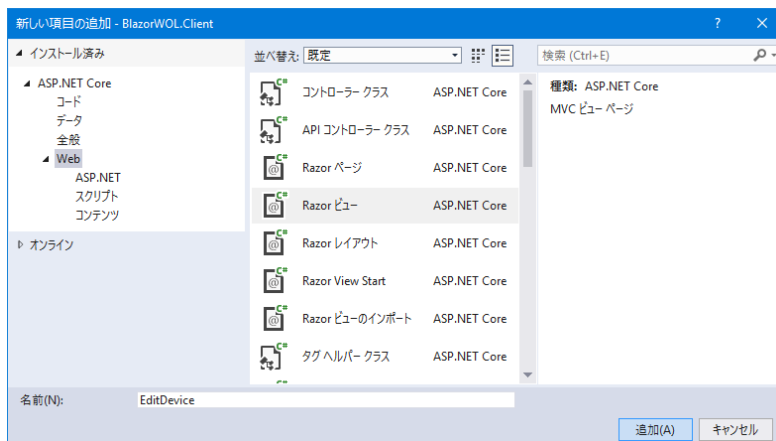 新しい項目の追加 - BlazorWOL.Client ? ×
インストール済み
ASP.NET Core
コード
データ
全般
Web
ASP.NET
スクリプト
コンテンツ
オンライン
並べ替え: 既定
コントローラー クラス ASP.NET Core
API コントローラー クラス ASP.NET Core
Razor ページ ASP.NET Core
Razor ビュー ASP.NET Core
Razor レイアウト ASP.NET Core
Razor View Start ASP.NET Core
Razor ビューのインポート ASP.NET Core
タグ ヘルパー クラス ASP.NET Core
検索 (Ctrl+E)
種類: ASP.NET Core
MVC ビュー ページ
名前(N): EditDevice
追加(A) キャンセル